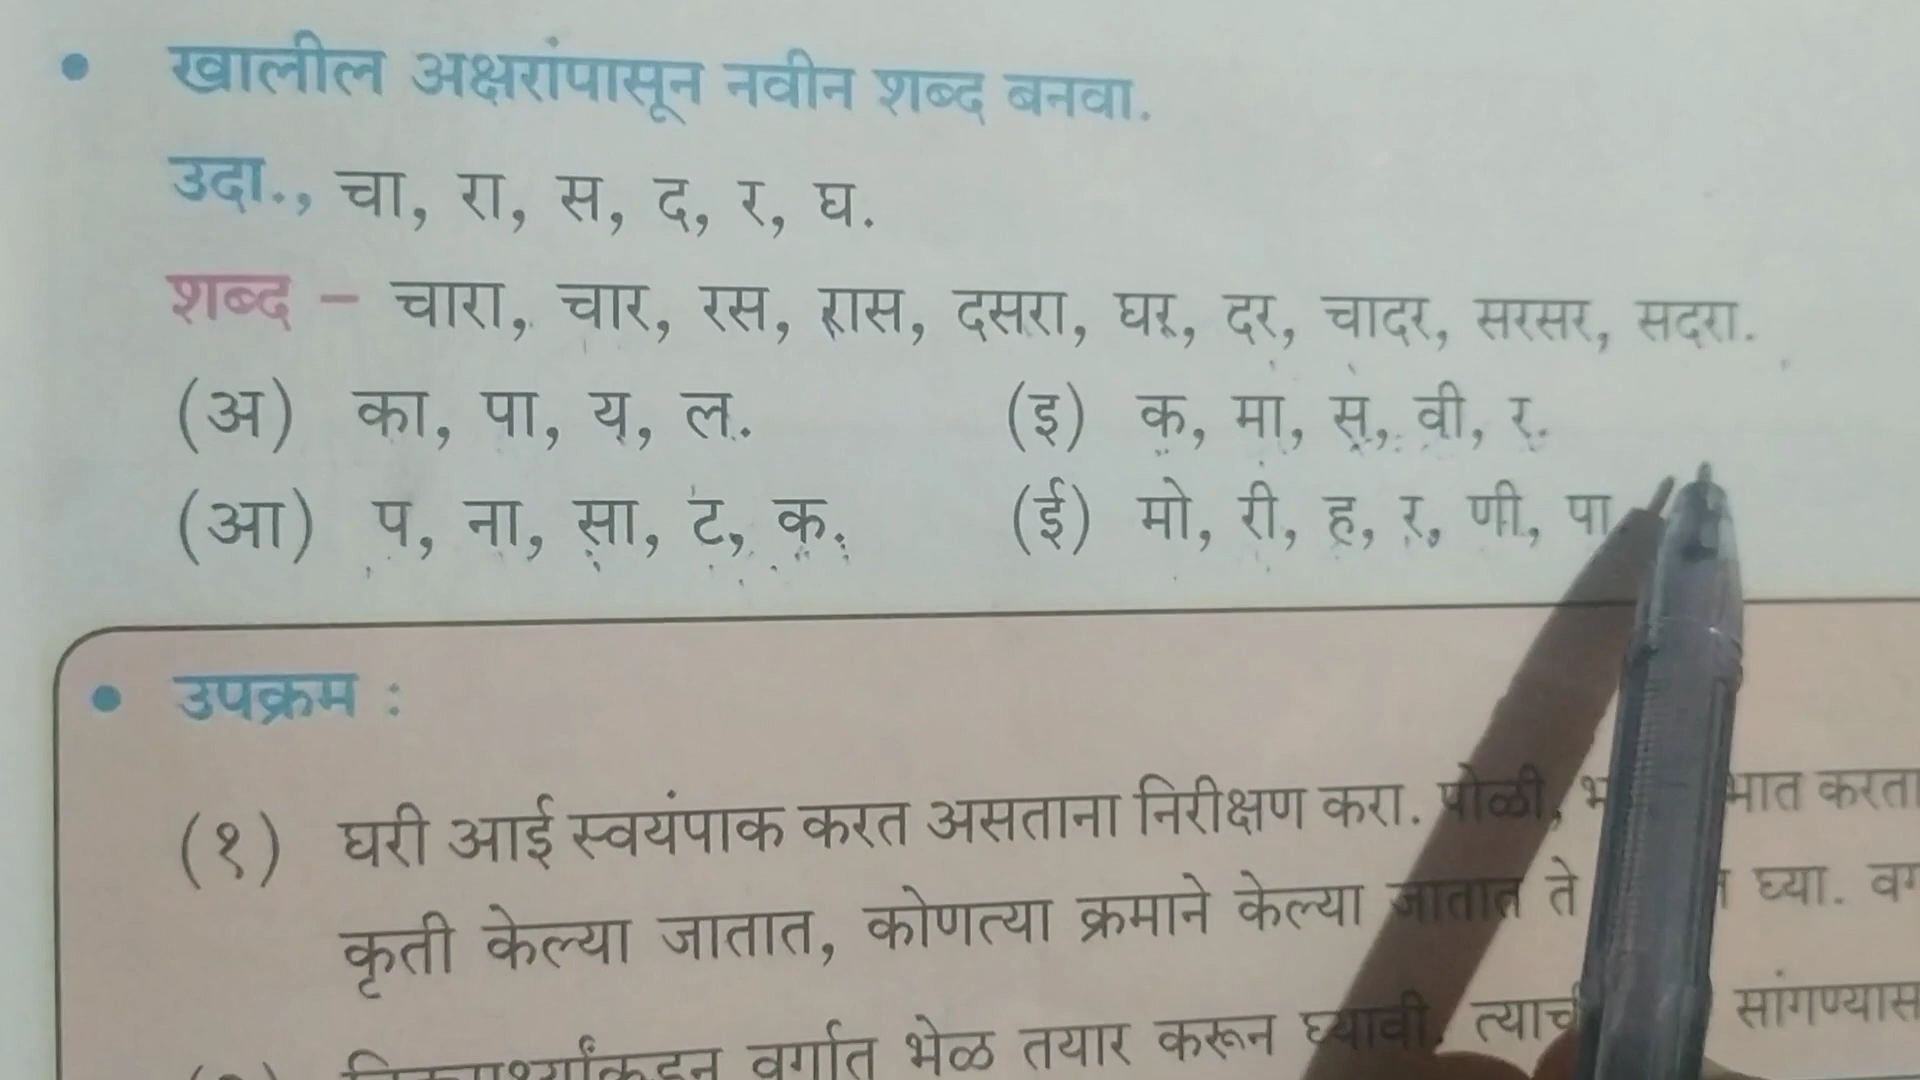 • खालील अक्षरांपासून नवीन शब्द बनवा.
उदा., चा, रा, स, द, र, घ.
शब्द – चारा, चार, रस, रास, दसरा, घर, दर, चादर, सरसर, सदरा.
(अ) का, पा, य, ल. (इ) क, मा, स, वी, र.
(आ) प, ना, सा, ट, क. (ई) मो, री, ह, र, णी, पा
• उपक्रम :
(१) घरी आई स्वयंपाक करत असताना निरीक्षण करा. पोळी, भात करता
कृती केल्या जातात, कोणत्या क्रमाने केल्या जातात ते घ्या.
वर्गात भेळ तयार करून घ्यावी. सांगण्यास